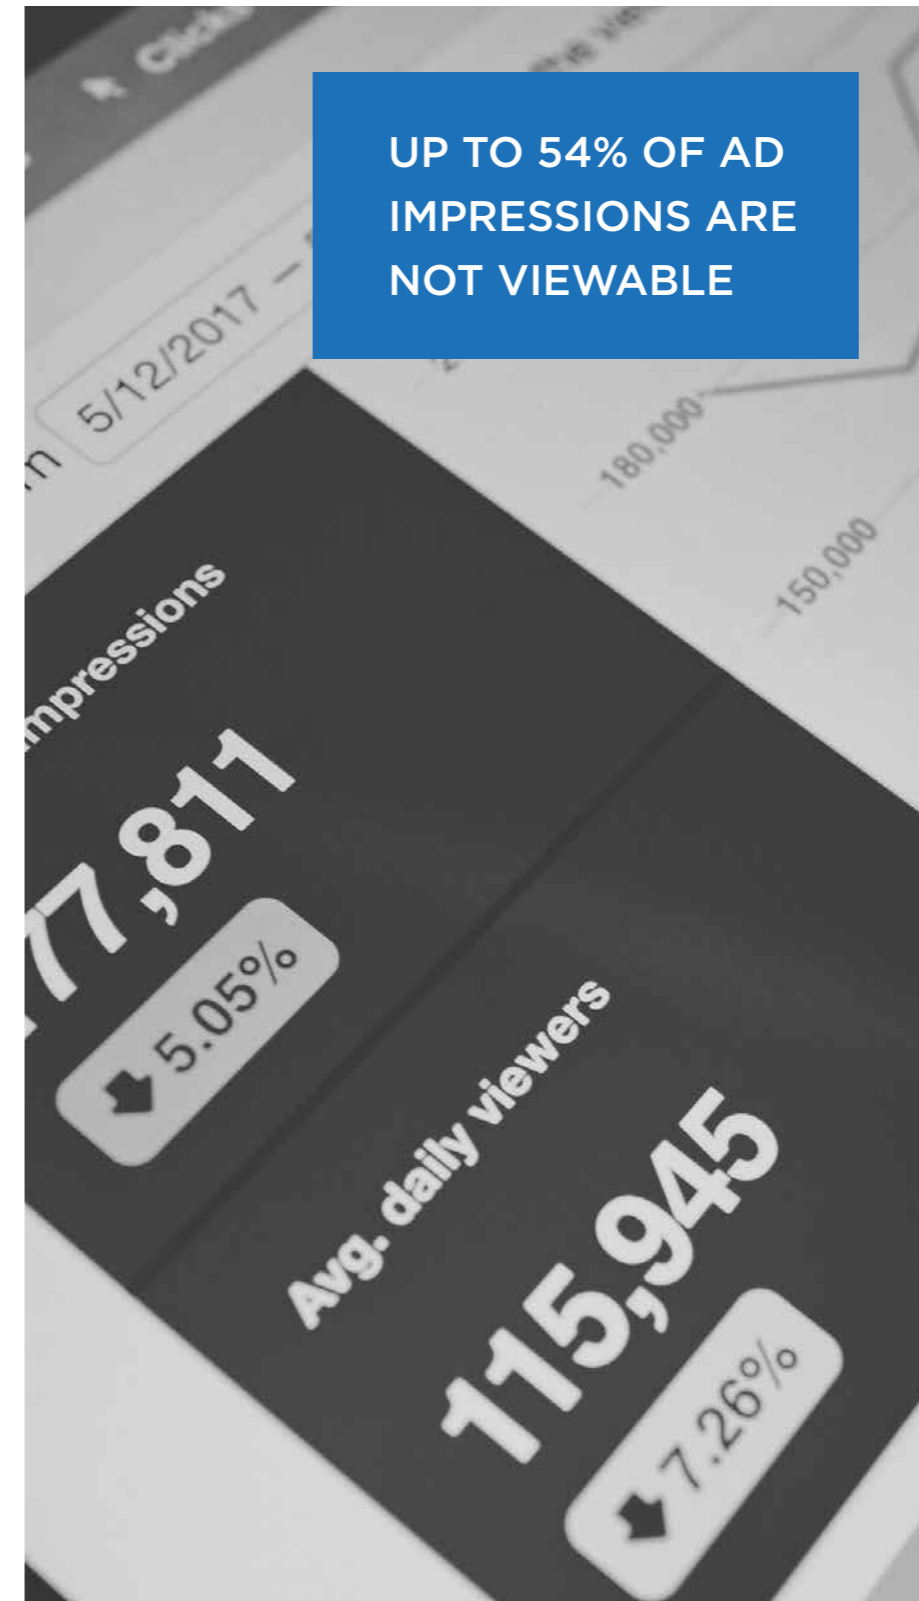 Clicks
UP TO 54% OF AD
IMPRESSIONS ARE
NOT VIEWABLE
5/12/2017 –
180,000
150,000
mpressions
77,811
5.05%
Avg. daily viewers
115,945
7.26%